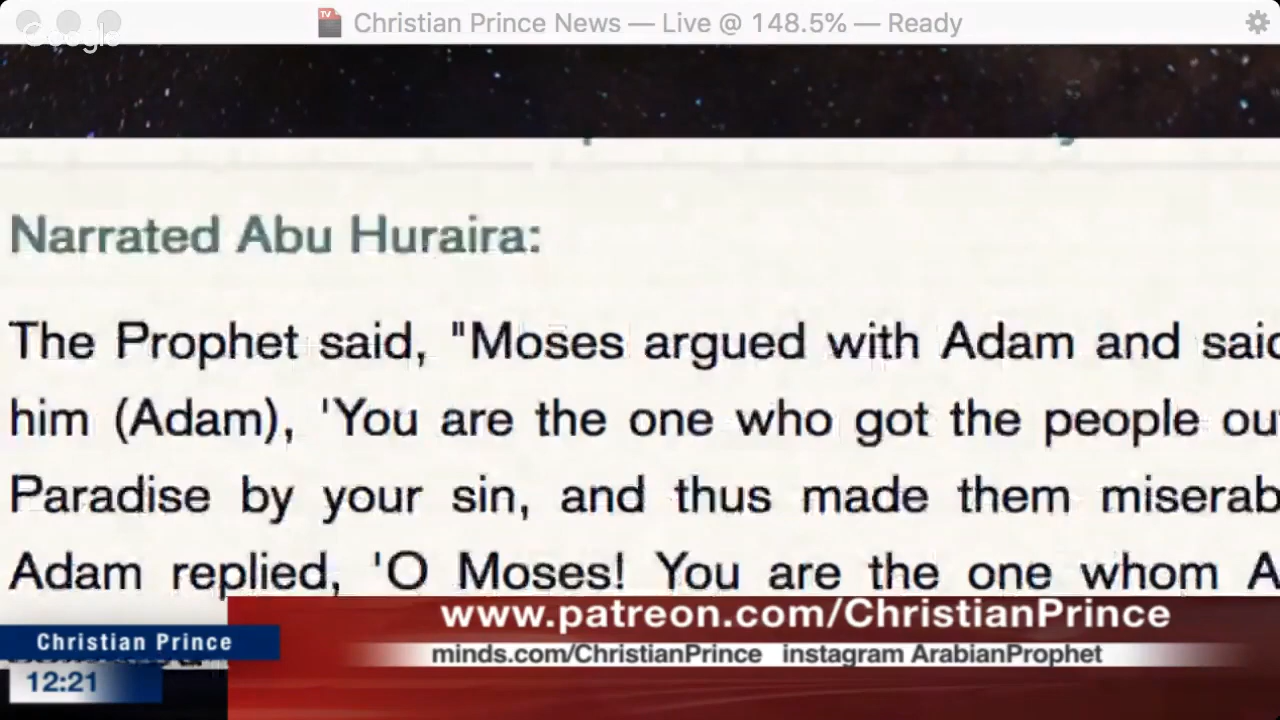 Christian Prince News — Live @ 148.5% — Ready
Google
Narrated Abu Huraira:
The Prophet said, "Moses argued with Adam and said
him (Adam), 'You are the one who got the people ou
Paradise by your sin, and thus made them miserab
Adam replied, 'O Moses! You are the one whom A
www.patreon.com/ChristianPrince
Christian Prince
minds.com/ChristianPrince instagram ArabianProphet
12:21